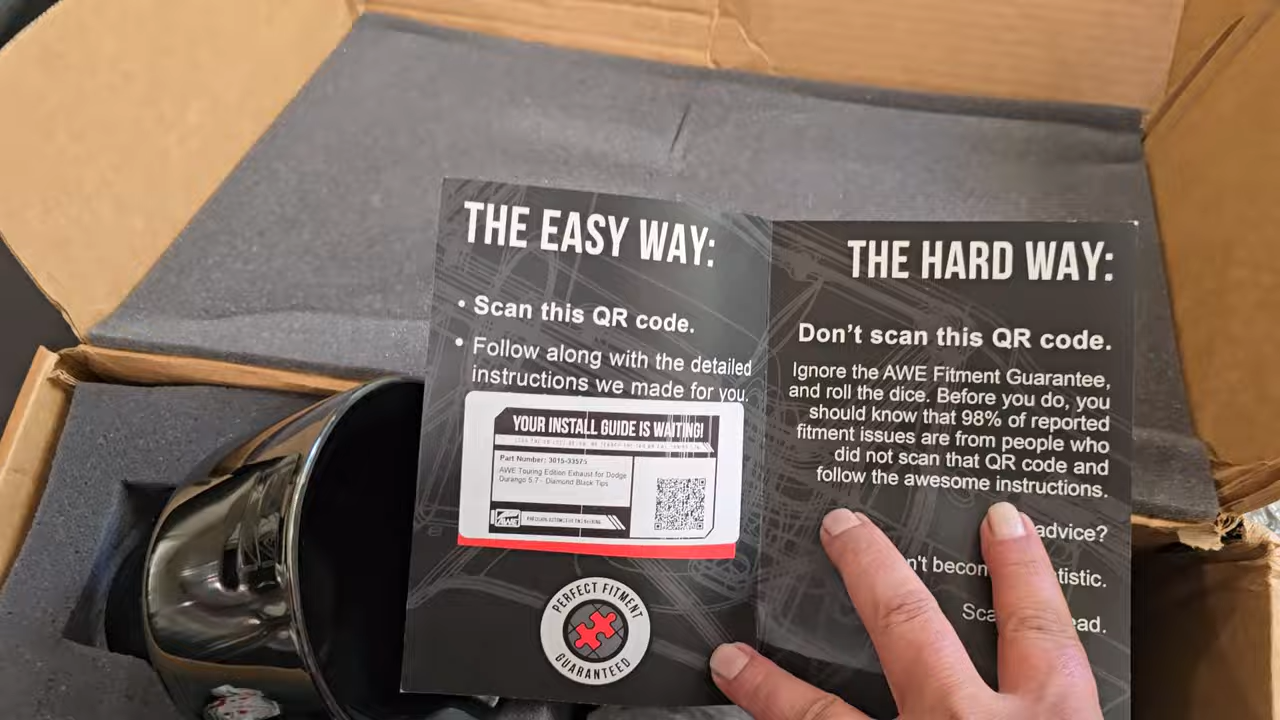 THE EASY WAY:
• Scan this QR code.
• Follow along with the detailed
instructions we made for you.
YOUR INSTALL GUIDE IS WAITING!
Part Number: 3015-33575
AWE Touring Edition Exhaust for Dodge
Durango 5.7 - Diamond Black Tips
AWE
PERFECT FITMENT
GUARANTEED
THE HARD WAY:
Don't scan this QR code.
Ignore the AWE Fitment Guarantee,
and roll the dice. Before you do, you
should know that 98% of reported
fitment issues are from people who
did not scan that QR code and
follow the awesome instructions.
advice?